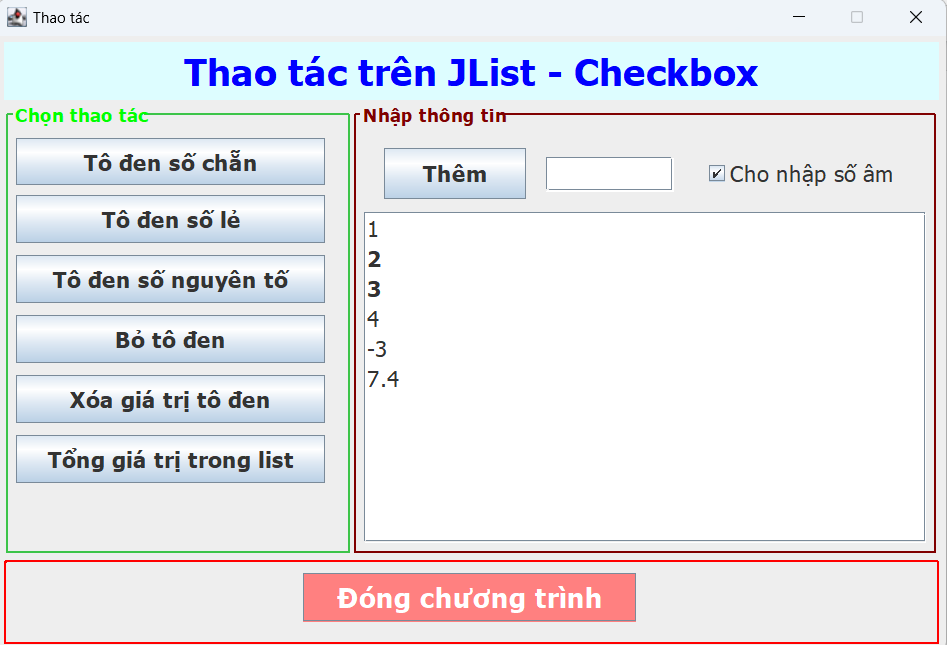 Thao tác
Thao tác trên JList - Checkbox
Chọn thao tác
Tô đen số chẵn
Tô đen số lẻ
Tô đen số nguyên tố
Bỏ tô đen
Xóa giá trị tô đen
Tổng giá trị trong list
Nhập thông tin
Thêm
Cho nhập số âm
1
2
3
4
-3
7.4
Đóng chương trình